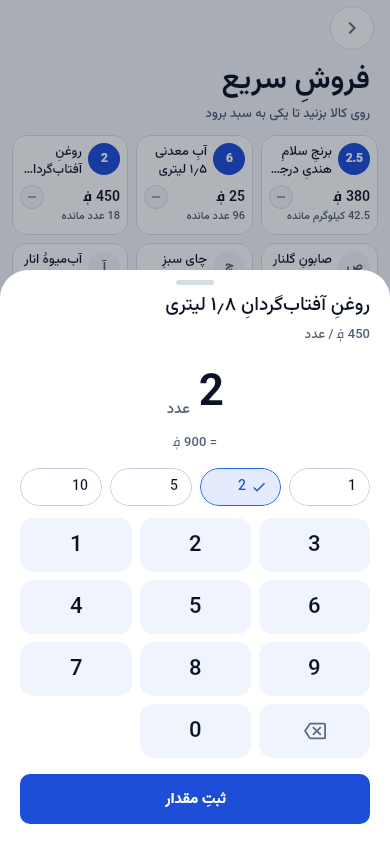 فروشِ سریع
روی کالا بزنید تا یکی به سبد برود
2.5
برنجِ سلام
هندیِ درج...
380 ؋
42.5 کیلوگرم مانده
6
آبِ معدنی
۱٫۵ لیتری
25 ؋
96 عدد مانده
2
روغنِ
آفتاب‌گردا...
450 ؋
18 عدد مانده
ص
صابونِ گلنار
چ
چای سبزِ
آ
آب‌میوهٔ انار
روغنِ آفتاب‌گردانِ ۱٫۸ لیتری
450 ؋ / عدد
2 عدد
= 900 ؋
1
2
5
10
1 2 3
4 5 6
7 8 9
0
ثبتِ مقدار